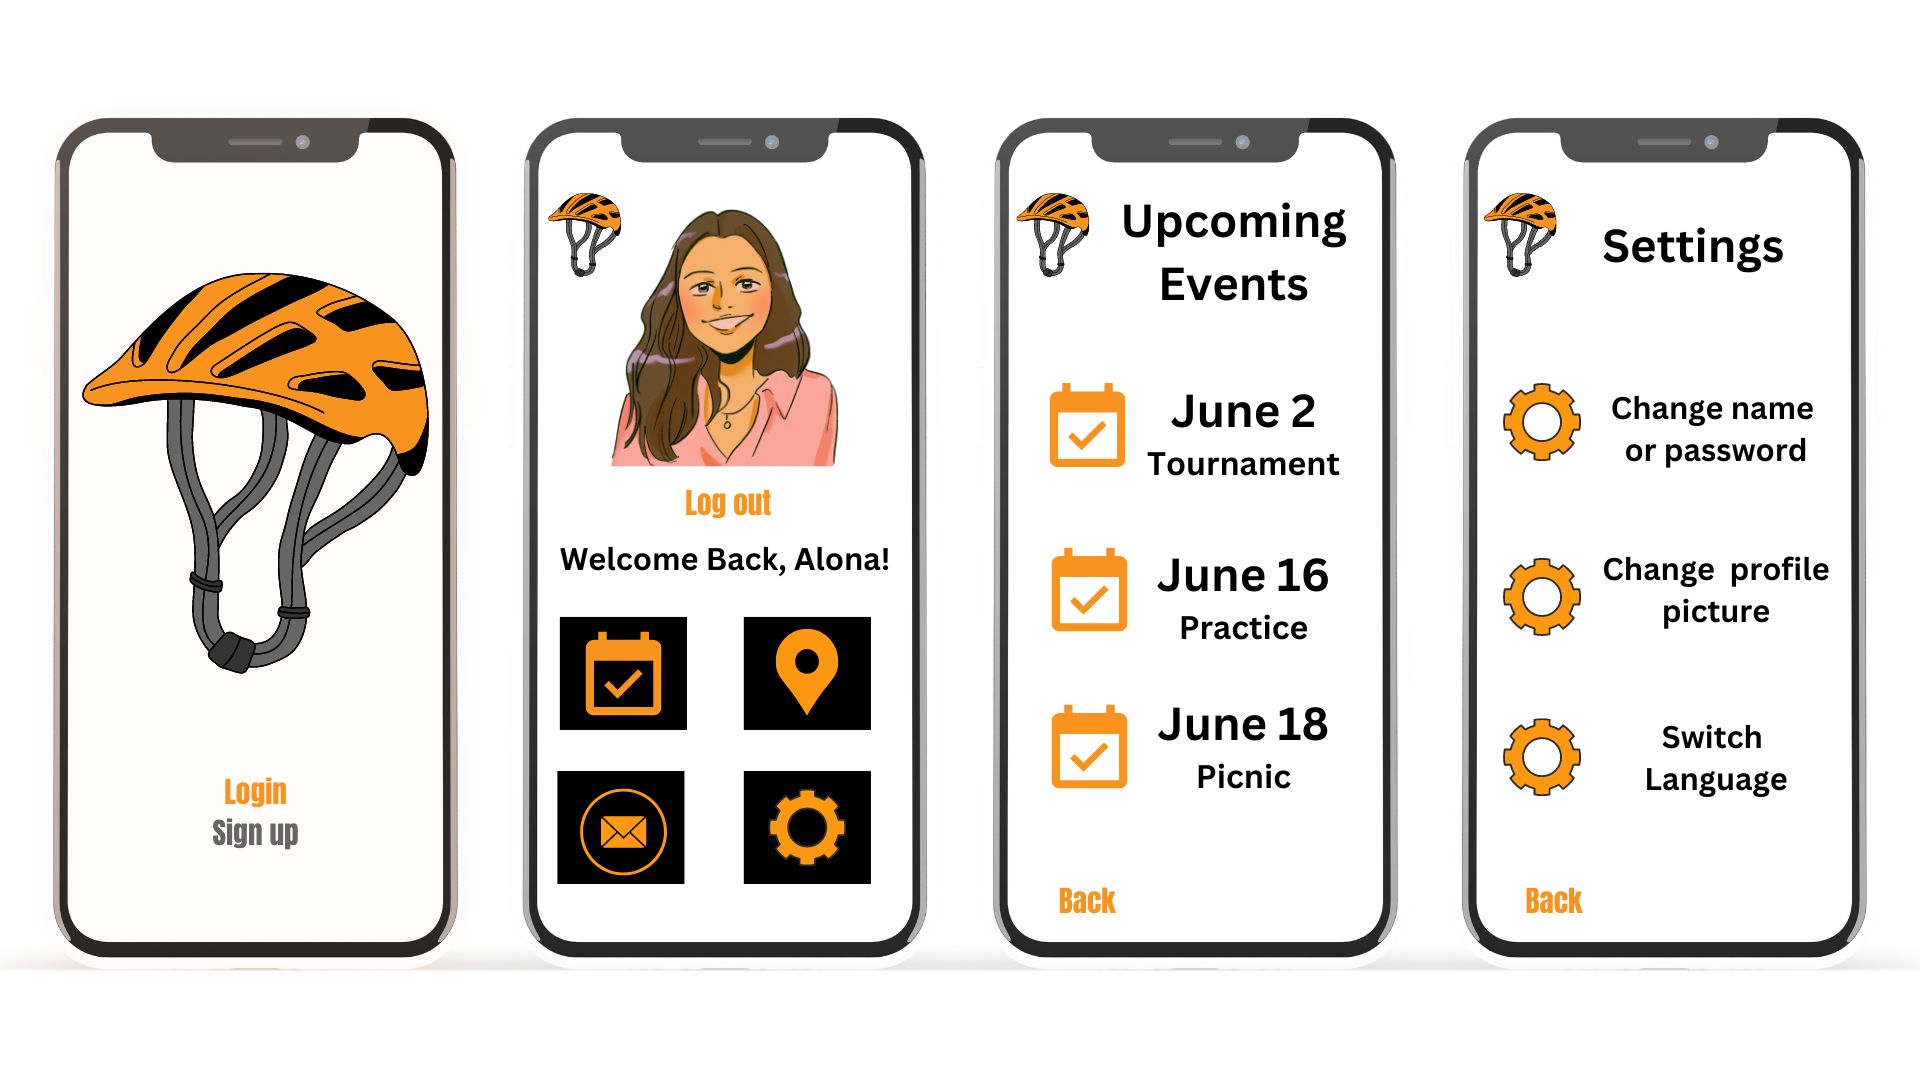 Login
Sign up
Log out
Welcome Back, Alona!
Upcoming
Events
June 2
Tournament
June 16
Practice
June 18
Picnic
Back
Settings
Change name
or password
Change profile
picture
Switch
Language
Back